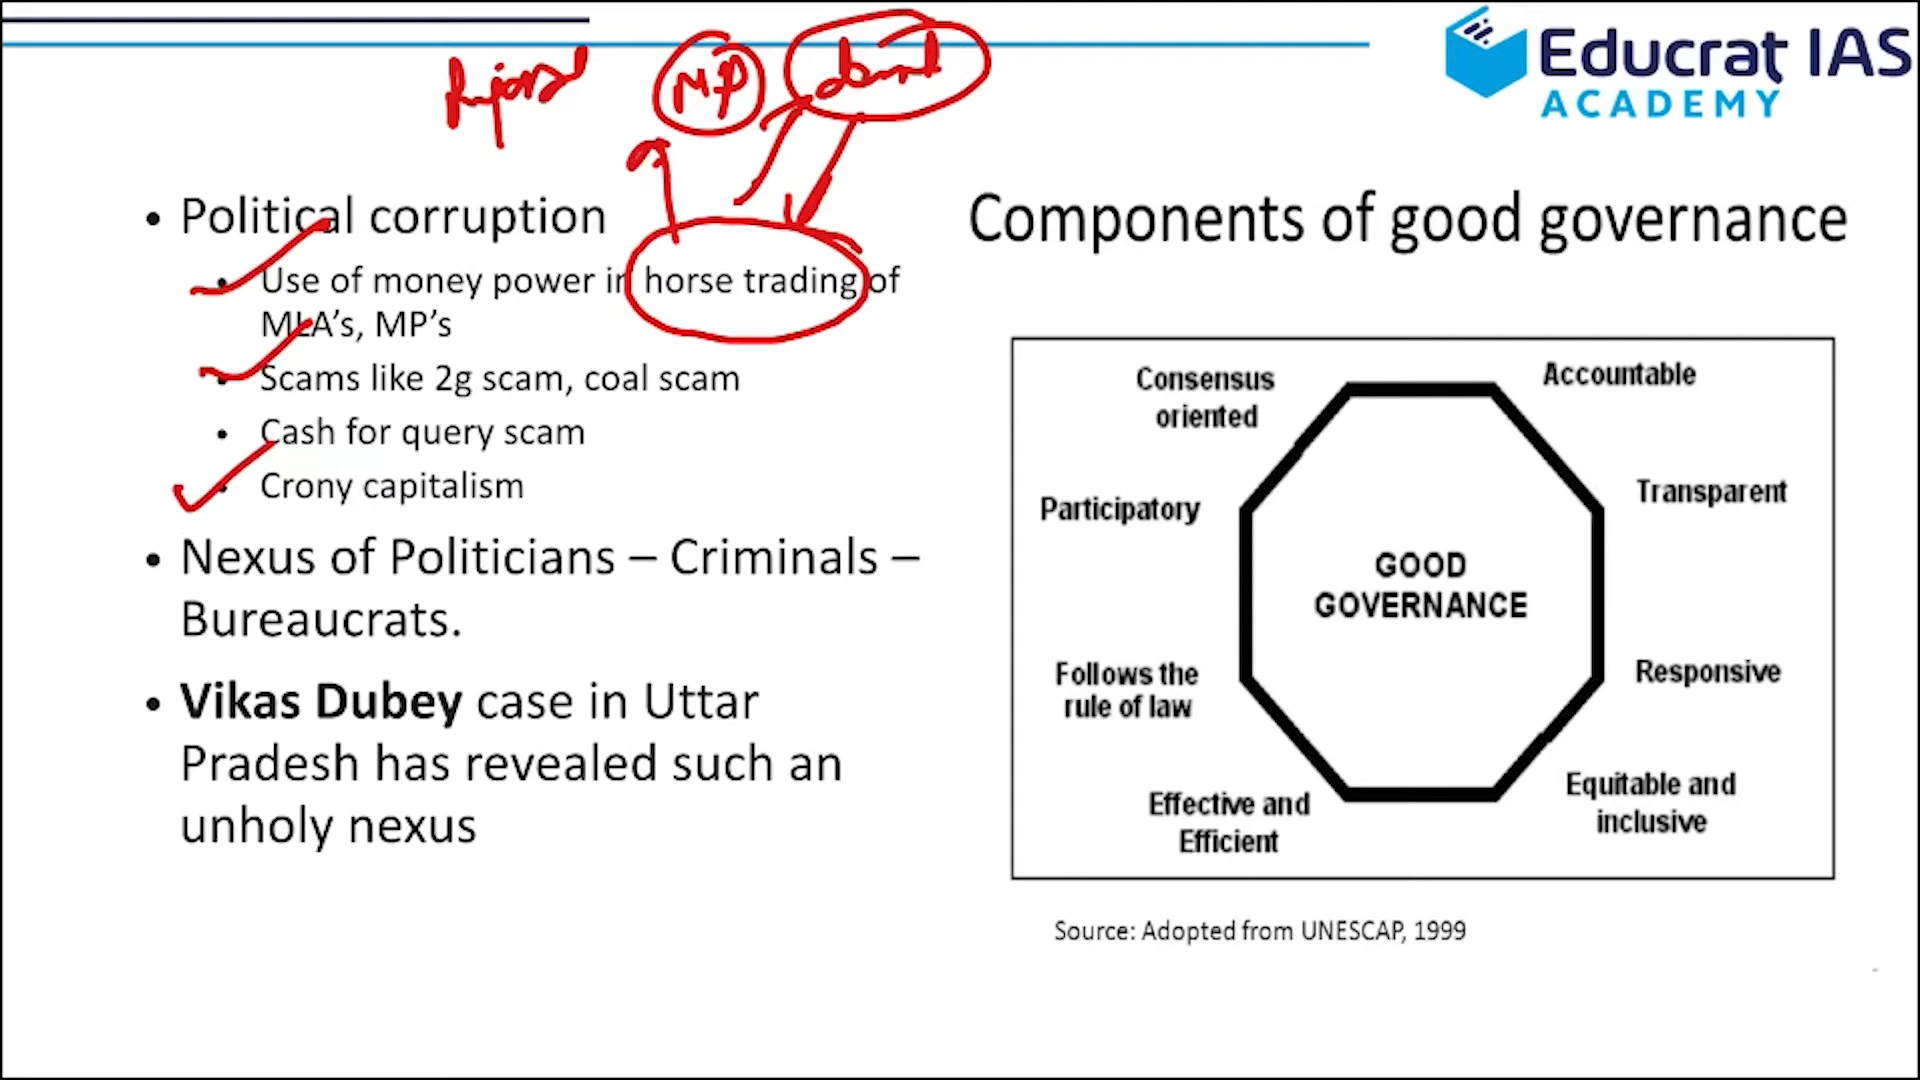 Educrat IAS
ACADEMY
MP
• Political corruption
• Use of money power in horse trading of
MLA’s, MP’s
• Scams like 2g scam, coal scam
• Cash for query scam
• Crony capitalism
• Nexus of Politicians – Criminals –
Bureaucrats.
• Vikas Dubey case in Uttar
Pradesh has revealed such an
unholy nexus
Components of good governance
Consensus
oriented
Accountable
Participatory
Transparent
GOOD
GOVERNANCE
Follows the
rule of law
Responsive
Effective and
Efficient
Equitable and
inclusive
Source: Adopted from UNESCAP, 1999